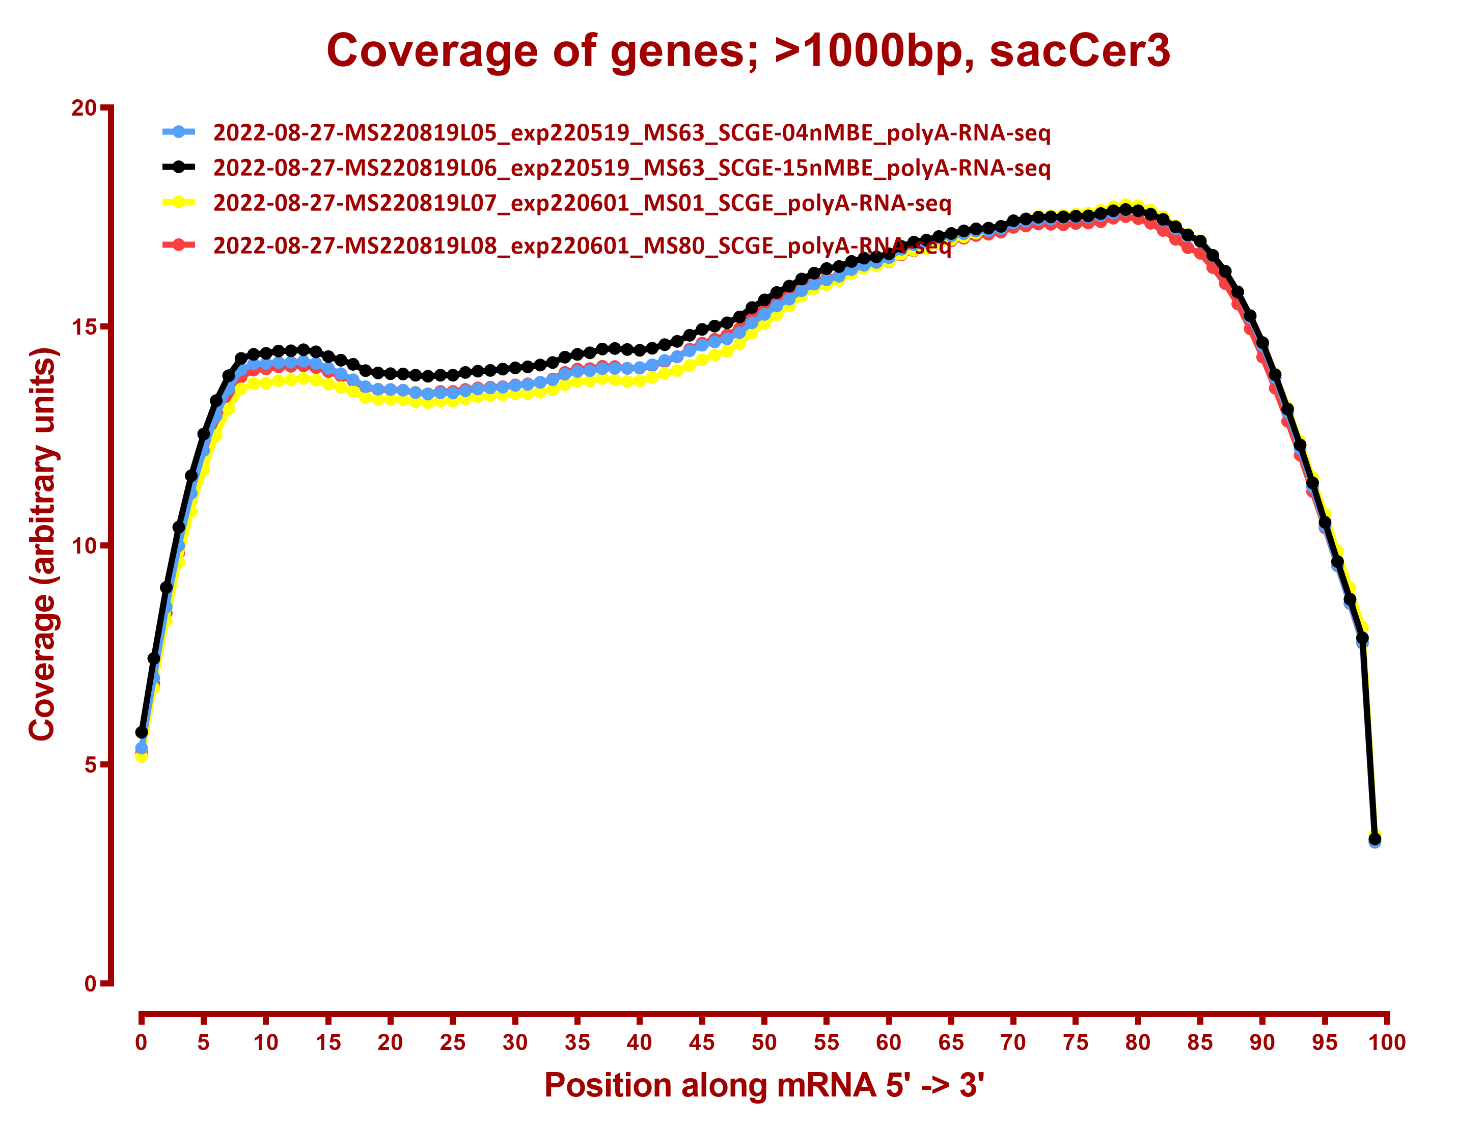 Coverage of genes; >1000bp, sacCer3
20
2022-08-27-MS220819L05_exp220519_MS63_SCGE-04nMBE_polyA-RNA-seq
2022-08-27-MS220819L06_exp220519_MS63_SCGE-15nMBE_polyA-RNA-seq
2022-08-27-MS220819L07_exp220601_MS01_SCGE_polyA-RNA-seq
2022-08-27-MS220819L08_exp220601_MS80_SCGE_polyA-RNA-seq
15
10
5
0
Coverage (arbitrary units)
0 5 10 15 20 25 30 35 40 45 50 55 60 65 70 75 80 85 90 95 100
Position along mRNA 5' -> 3'